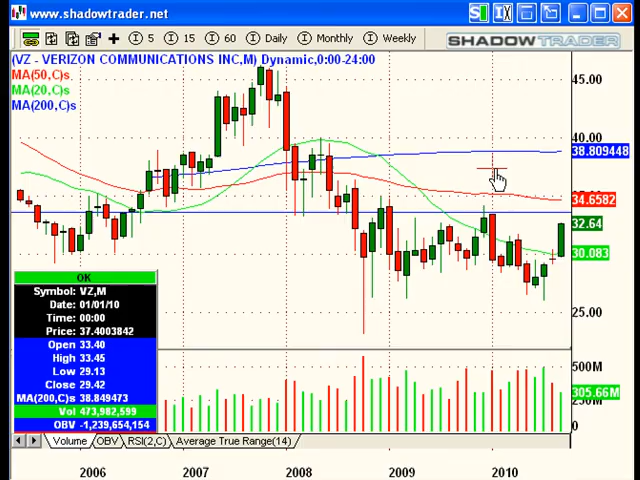 www.shadowtrader.net
5 15 60 Daily Monthly Weekly SHADOWTRADER
(VZ - VERIZON COMMUNICATIONS INC,M) Dynamic,0:00-24:00
MA(50,C)s
MA(20,C)s
MA(200,C)s
45.00
40.00
38.809448
34.6582
32.64
30.083
25.00
OK
Symbol: VZ,M
Date: 01/01/10
Time: 00:00
Price: 37.4003842
Open 33.40
High 33.45
Low 29.13
Close 29.42
MA(200,C)s 38.849473
Vol 473,982,599
OBV -1,239,654,154
500M
305.66M
0
Volume OBV RSI(2,C) Average True Range(14)
2006 2007 2008 2009 2010